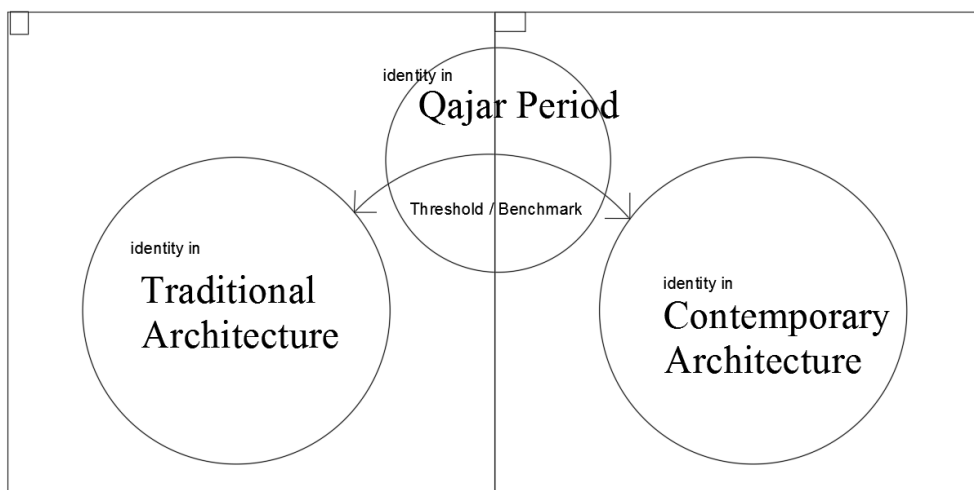 identity in
Qajar Period
Threshold / Benchmark
identity in
Traditional
Architecture
identity in
Contemporary
Architecture